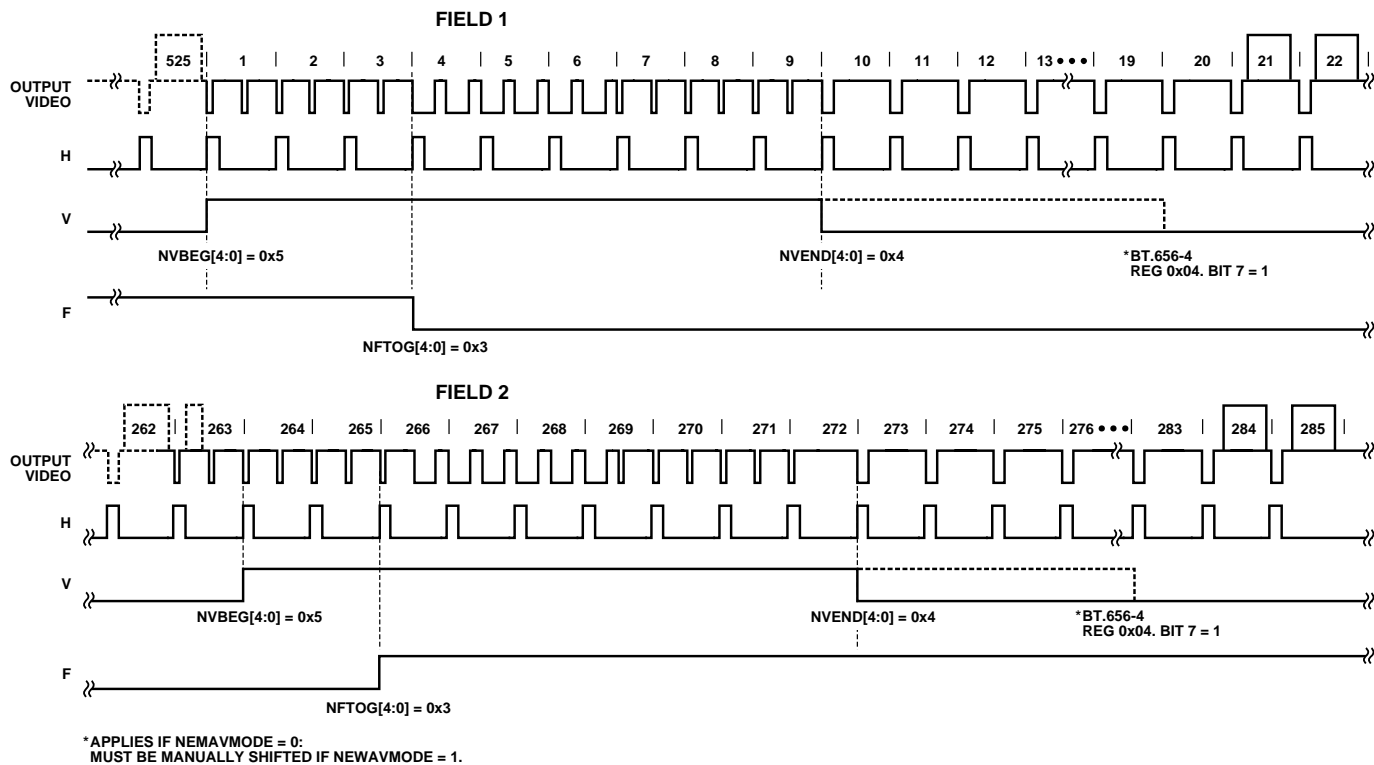 FIELD 1
525 1 2 3 4 5 6 7 8 9 10 11 12 13 • • • 19 20 21 22
OUTPUT
VIDEO
H
V
NVBEG[4:0] = 0x5 NVEND[4:0] = 0x4 *BT.656-4
REG 0x04. BIT 7 = 1
F
NFTOG[4:0] = 0x3
FIELD 2
262 263 264 265 266 267 268 269 270 271 272 273 274 275 276 • • • 283 284 285
OUTPUT
VIDEO
H
V
NVBEG[4:0] = 0x5 NVEND[4:0] = 0x4 *BT.656-4
REG 0x04. BIT 7 = 1
F
NFTOG[4:0] = 0x3
*APPLIES IF NEMAVMODE = 0:
MUST BE MANUALLY SHIFTED IF NEWAVMODE = 1.